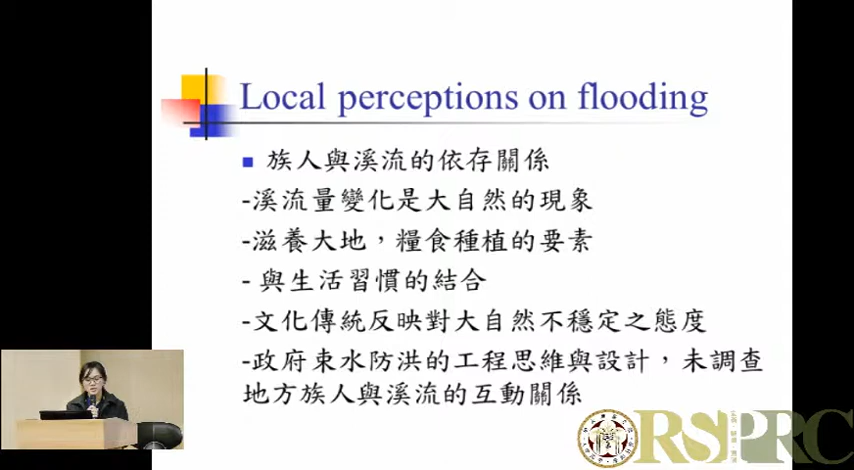 Local perceptions on flooding
族人與溪流的依存關係
-溪流量變化是大自然的現象
-滋養大地，糧食種植的要素
- 與生活習慣的結合
-文化傳統反映對大自然不穩定之態度
-政府束水防洪的工程思維與設計，未調查
地方族人與溪流的互動關係
RSPRC